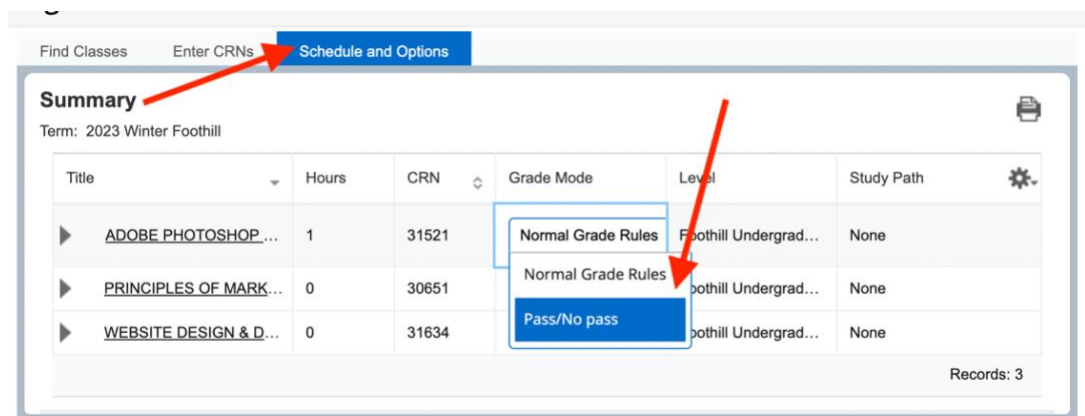 Find Classes Enter CRNs Schedule and Options
Summary
Term: 2023 Winter Foothill
Title Hours CRN Grade Mode Level Study Path
ADOBE PHOTOSHOP ... 1 31521 Normal Grade Rules Foothill Undergrad... None
Normal Grade Rules
PRINCIPLES OF MARK... 0 30651 oothill Undergrad... None
Pass/No pass
WEBSITE DESIGN & D... 0 31634 oothill Undergrad... None
Records: 3